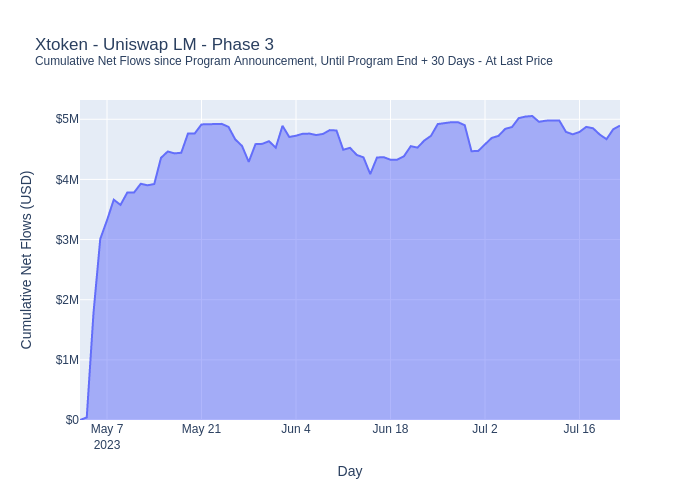 Xtoken - Uniswap LM - Phase 3
Cumulative Net Flows since Program Announcement, Until Program End + 30 Days - At Last Price
Cumulative Net Flows (USD)
$5M
$4M
$3M
$2M
$1M
$0
May 7
2023
May 21
Jun 4
Jun 18
Jul 2
Jul 16
Day